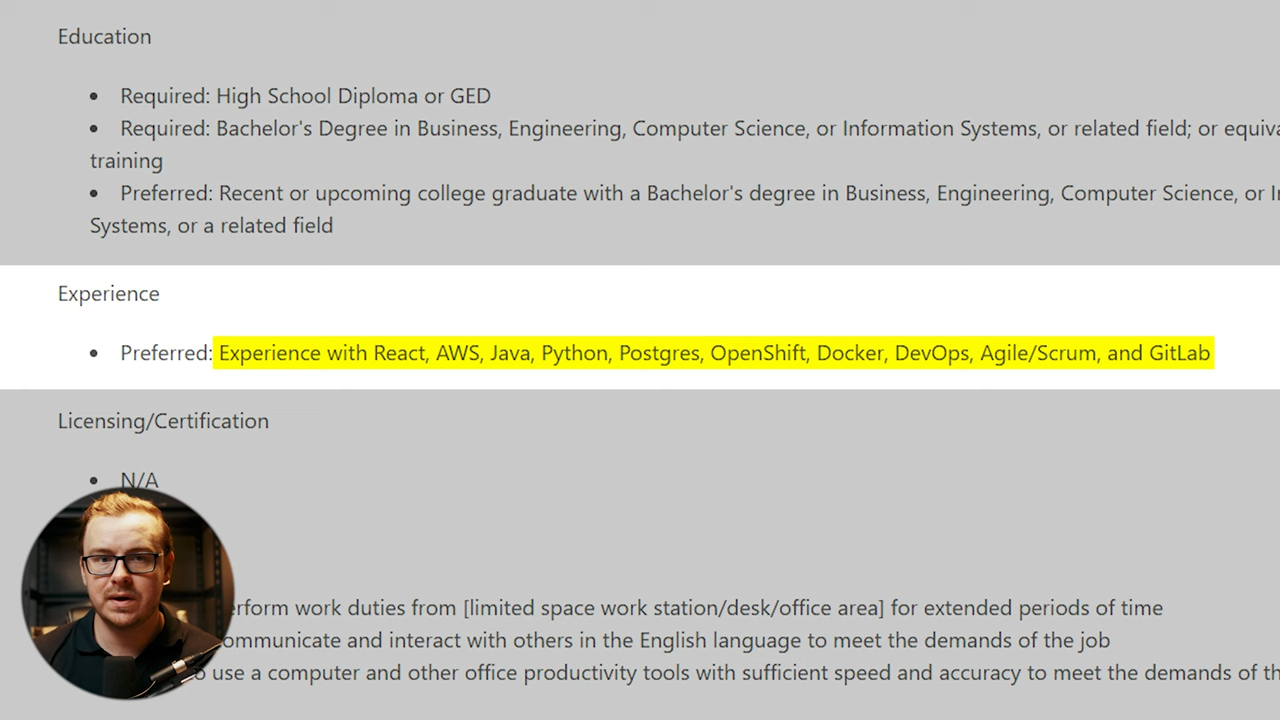 Education
• Required: High School Diploma or GED
• Required: Bachelor's Degree in Business, Engineering, Computer Science, or Information Systems, or related field; or
training
• Preferred: Recent or upcoming college graduate with a Bachelor's degree in Business, Engineering, Computer Science, or
Systems, or a related field
Experience
• Preferred: Experience with React, AWS, Java, Python, Postgres, OpenShift, Docker, DevOps, Agile/Scrum, and GitLab
Licensing/Certification
• N/A
work duties from [limited space work station/desk/office area] for extended periods of time
and interact with others in the English language to meet the demands of the job
use a computer and other office productivity tools with sufficient speed and accuracy to meet the demands of